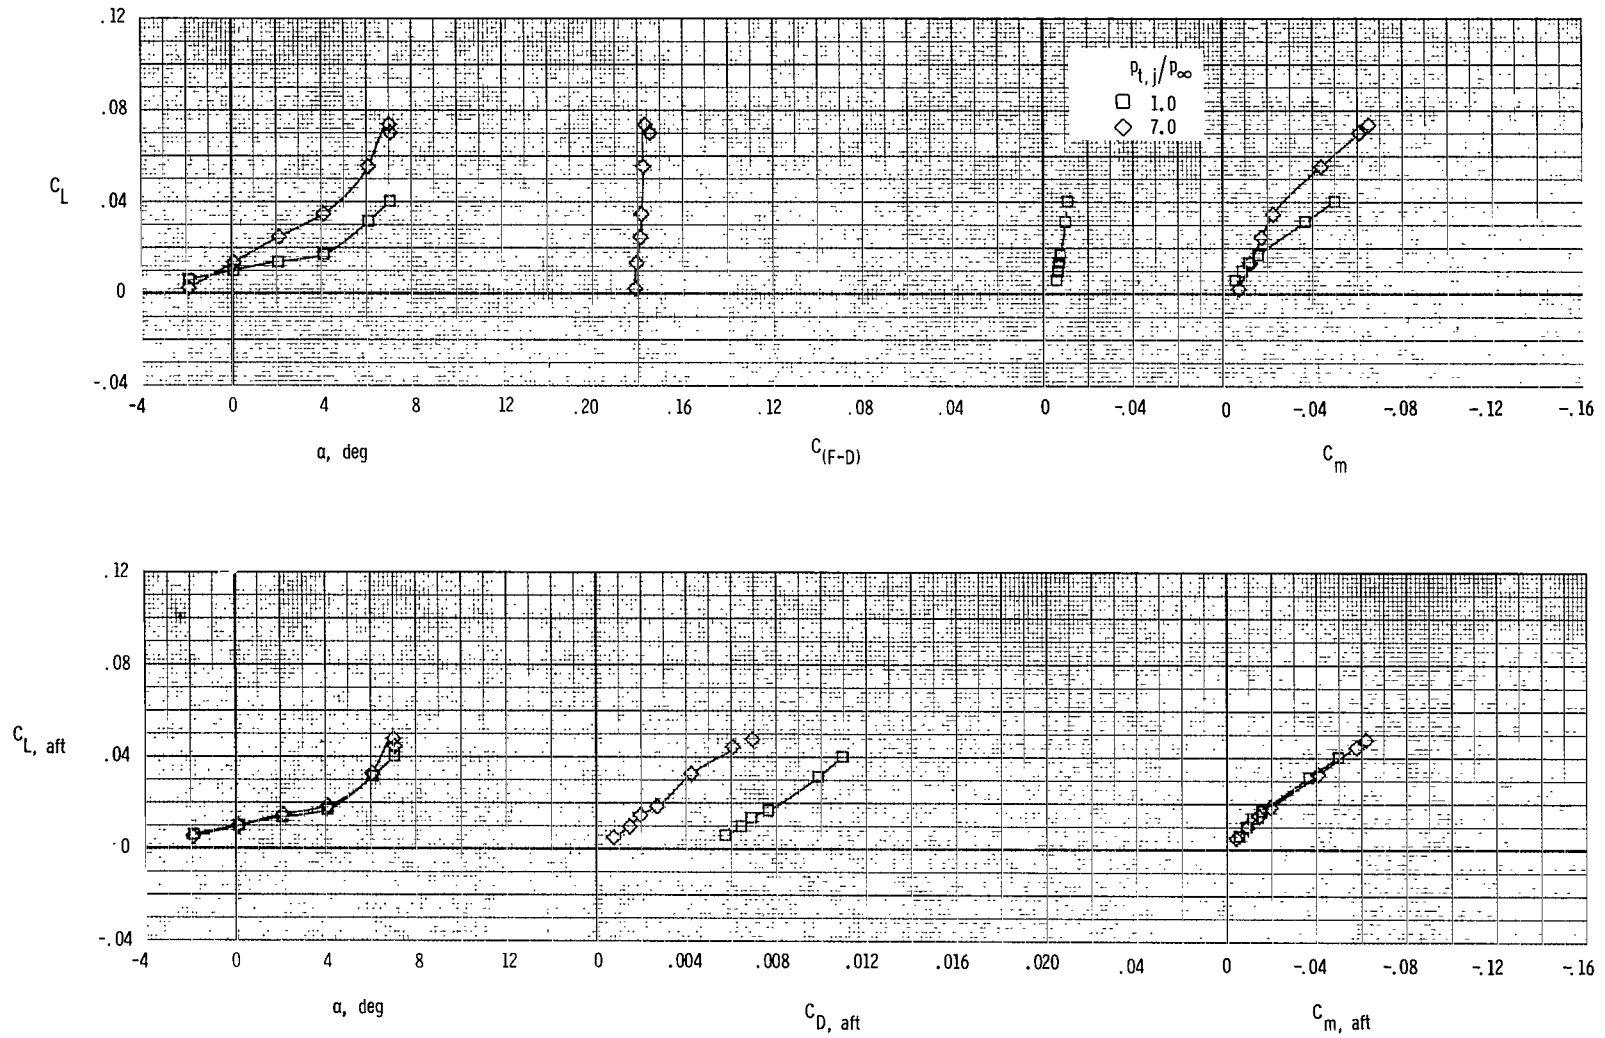 .12
.08
.04
0
-.04
C_L
p_t,j/p_∞
□ 1.0
◇ 7.0
-4 0 4 8 12 .20 .16 .12 .08 .04 0 -.04 0 -.04 -.08 -.12 -.16
α, deg C_(F-D) C_m
.12
.08
.04
0
-.04
C_L, aft
-4 0 4 8 12 0 .004 .008 .012 .016 .020 .04 0 -.04 -.08 -.12 -.16
α, deg C_D, aft C_m, aft